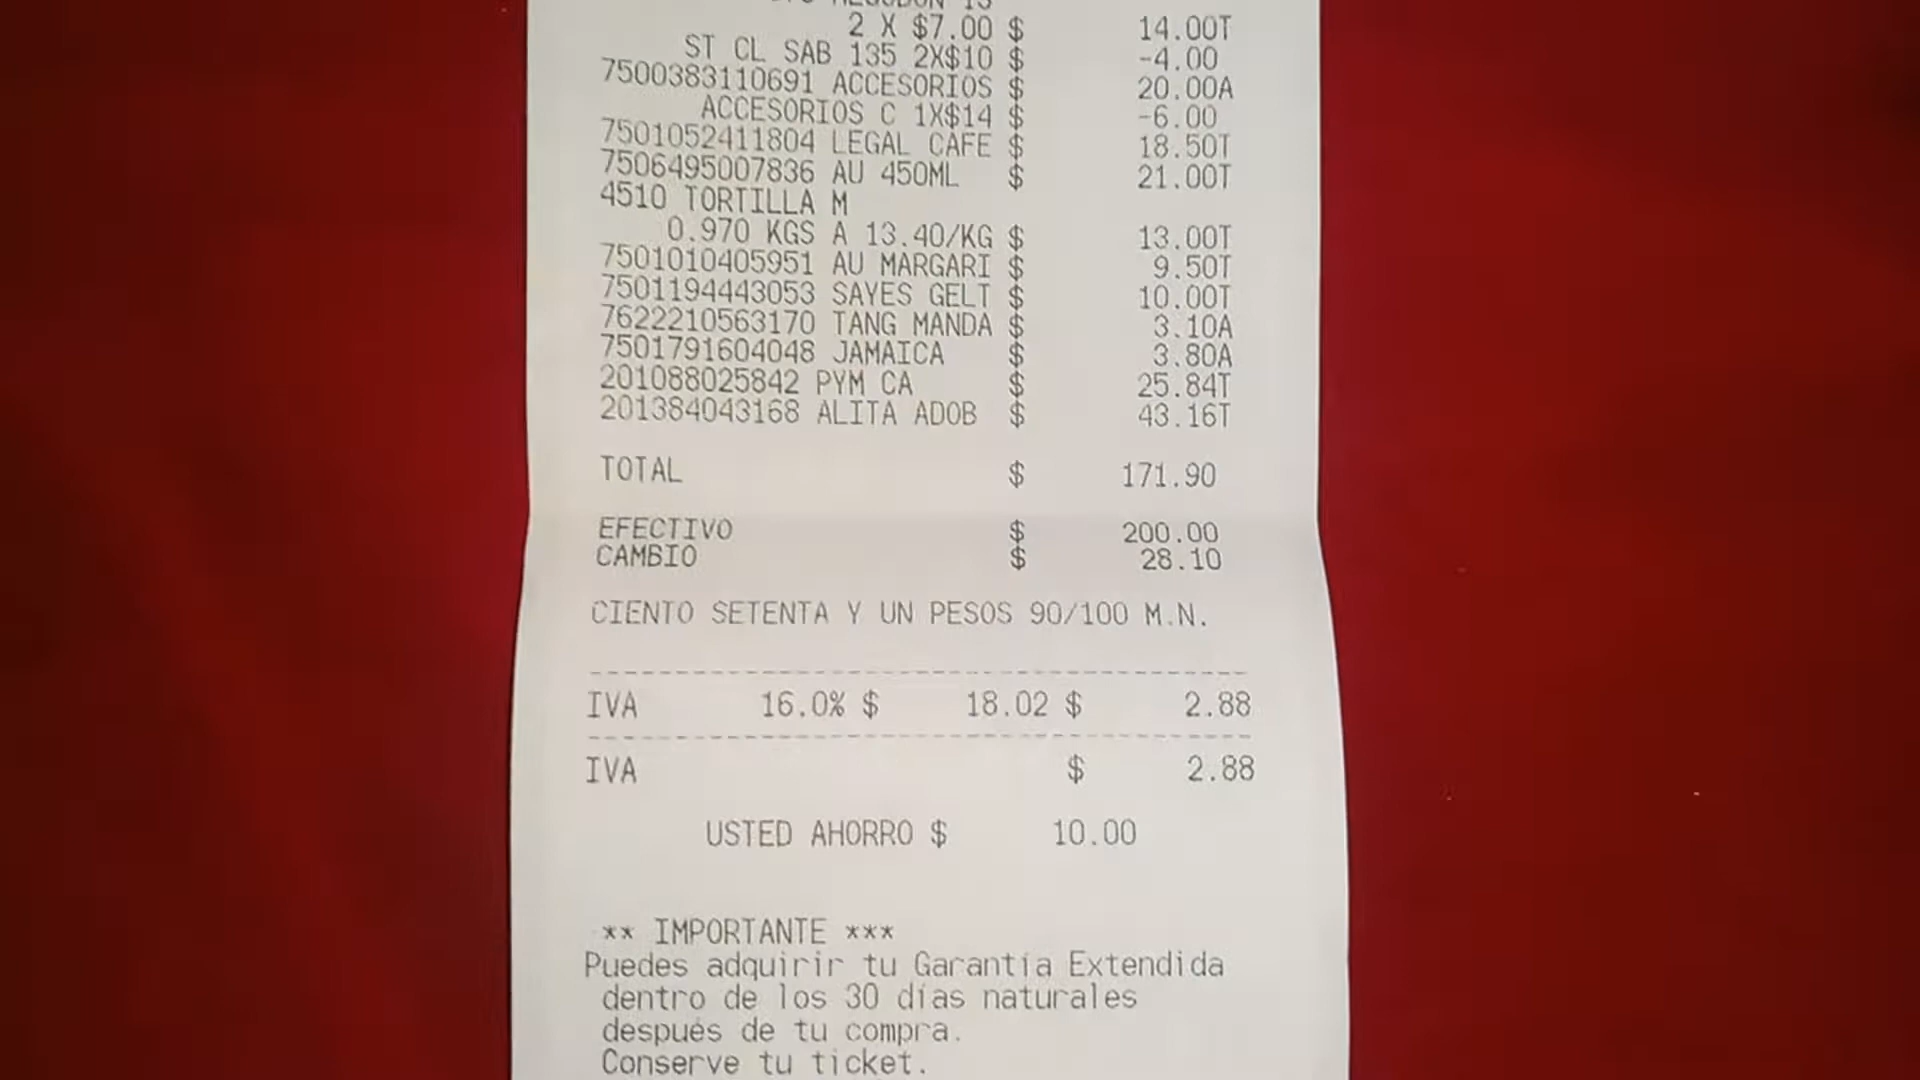 ALGODON 15
2 X $7.00 $ 14.00T
ST CL SAB 135 2X$10 $ -4.00
7500383110691 ACCESORIOS $ 20.00A
ACCESORIOS C 1X$14 $ -6.00
7501052411804 LEGAL CAFE $ 18.50T
7506495007836 AU 450ML $ 21.00T
4510 TORTILLA M
0.970 KGS A 13.40/KG $ 13.00T
7501010405951 AU MARGARI $ 9.50T
7501194443053 SAYES GELT $ 10.00T
7622210563170 TANG MANDA $ 3.10A
7501791604048 JAMAICA $ 3.80A
201088025842 PYM CA $ 25.84T
201384043168 ALITA ADOB $ 43.16T
TOTAL $ 171.90
EFECTIVO $ 200.00
CAMBIO $ 28.10
CIENTO SETENTA Y UN PESOS 90/100 M.N.
IVA 16.0% $ 18.02 $ 2.88
IVA $ 2.88
USTED AHORRO $ 10.00
** IMPORTANTE ***
Puedes adquirir tu Garantía Extendida
dentro de los 30 días naturales
después de tu compra.
Conserve tu ticket.